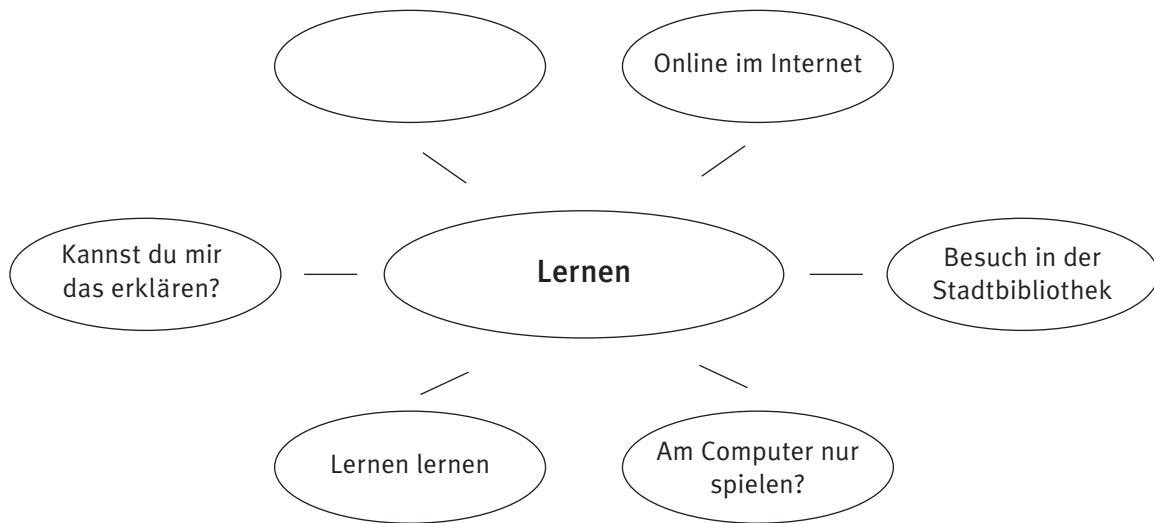 Online im Internet
Kannst du mir
das erklären?
Lernen
Besuch in der
Stadtbibliothek
Lernen lernen
Am Computer nur
spielen?